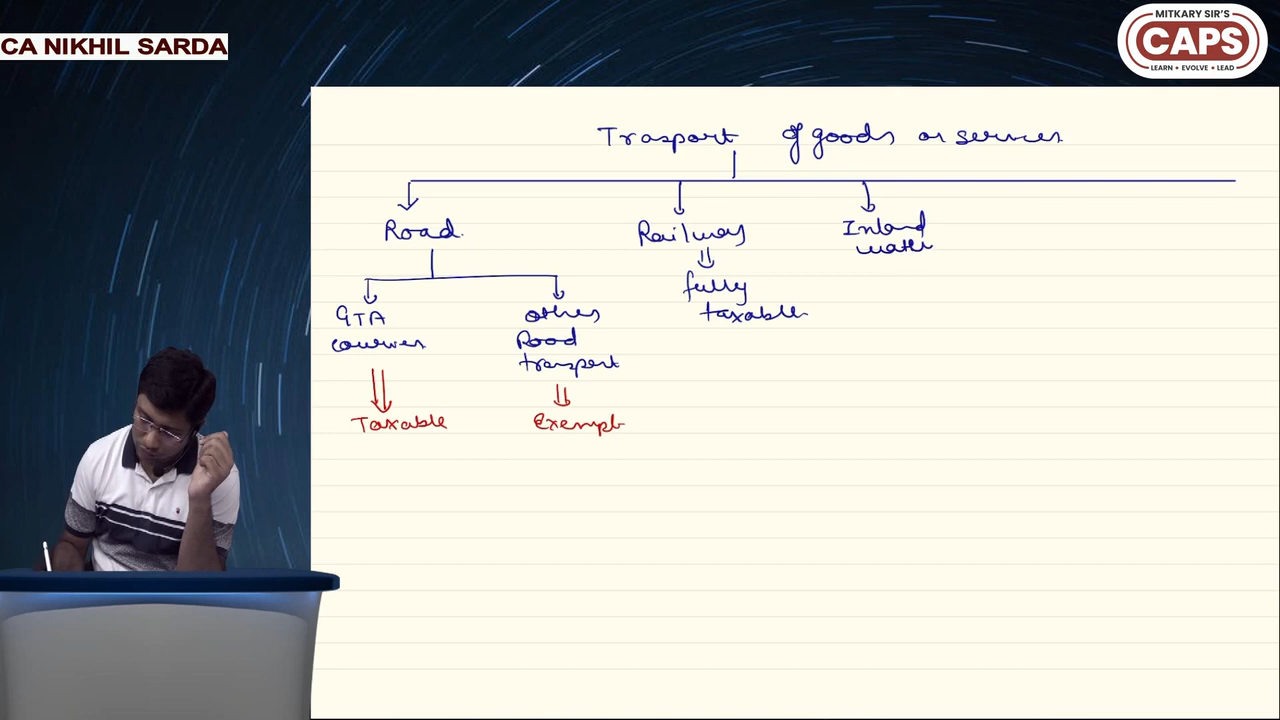 CA NIKHIL SARDA
MITKARY SIR'S
CAPS
LEARN • EVOLVE • LEAD
Trasport of goods or services
Road
Railway
Inland
water
fully
taxable
GTA
courier
other
Road
transport
Taxable
Exempt